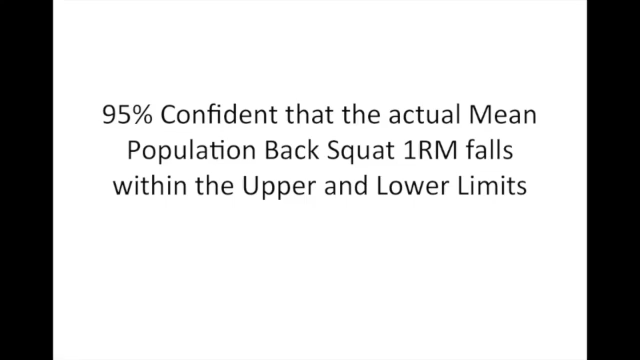 95% Confident that the actual Mean
Population Back Squat 1RM falls
within the Upper and Lower Limits